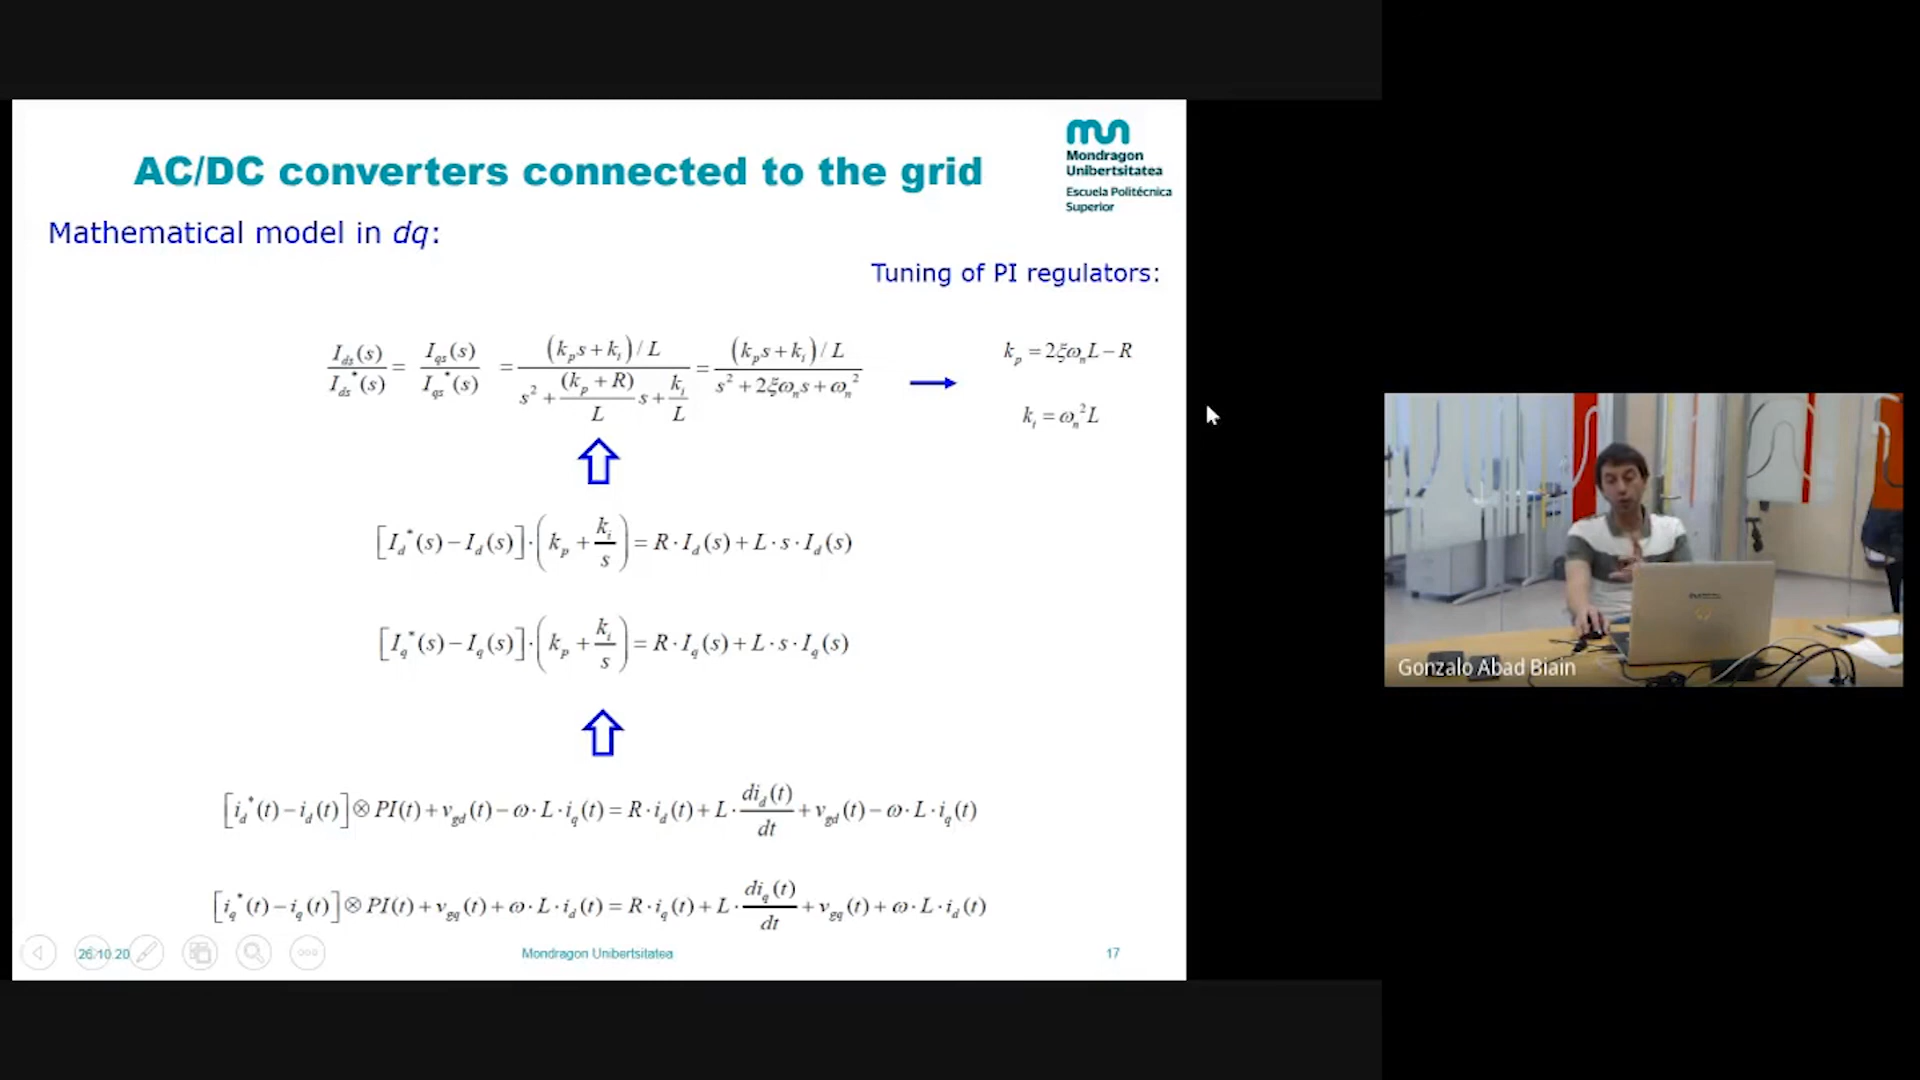 AC/DC converters connected to the grid
mun
Mondragon
Unibertsitatea
Escuela Politécnica
Superior
Mathematical model in dq:
Tuning of PI regulators:
I_ds(s)/I_ds*(s) = I_qs(s)/I_qs*(s) = ((k_p s + k_i)/L)/(s² + ((k_p + R)/L) s + k_i/L) = ((k_p s + k_i)/L)/(s² + 2ξω_n s + ω_n²)
k_p = 2ξω_n L − R
k_i = ω_n² L
[I_d*(s) − I_d(s)]·(k_p + k_i/s) = R·I_d(s) + L·s·I_d(s)
[I_q*(s) − I_q(s)]·(k_p + k_i/s) = R·I_q(s) + L·s·I_q(s)
[i_d*(t) − i_d(t)] ⊗ PI(t) + v_gd(t) − ω·L·i_q(t) = R·i_d(t) + L·di_d(t)/dt + v_gd(t) − ω·L·i_q(t)
[i_q*(t) − i_q(t)] ⊗ PI(t) + v_gq(t) + ω·L·i_d(t) = R·i_q(t) + L·di_q(t)/dt + v_gq(t) + ω·L·i_d(t)
26.10.20
Mondragon Unibertsitatea
17
Gonzalo Abad Biain